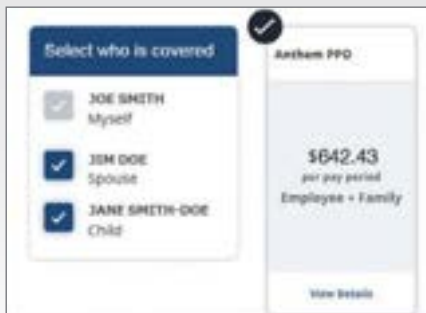 Select who is covered
JOE SMITH
Myself
JIM DOE
Spouse
JANE SMITH-DOE
Child
Anthem PPO
$642.43
per pay period
Employee + Family
View Details